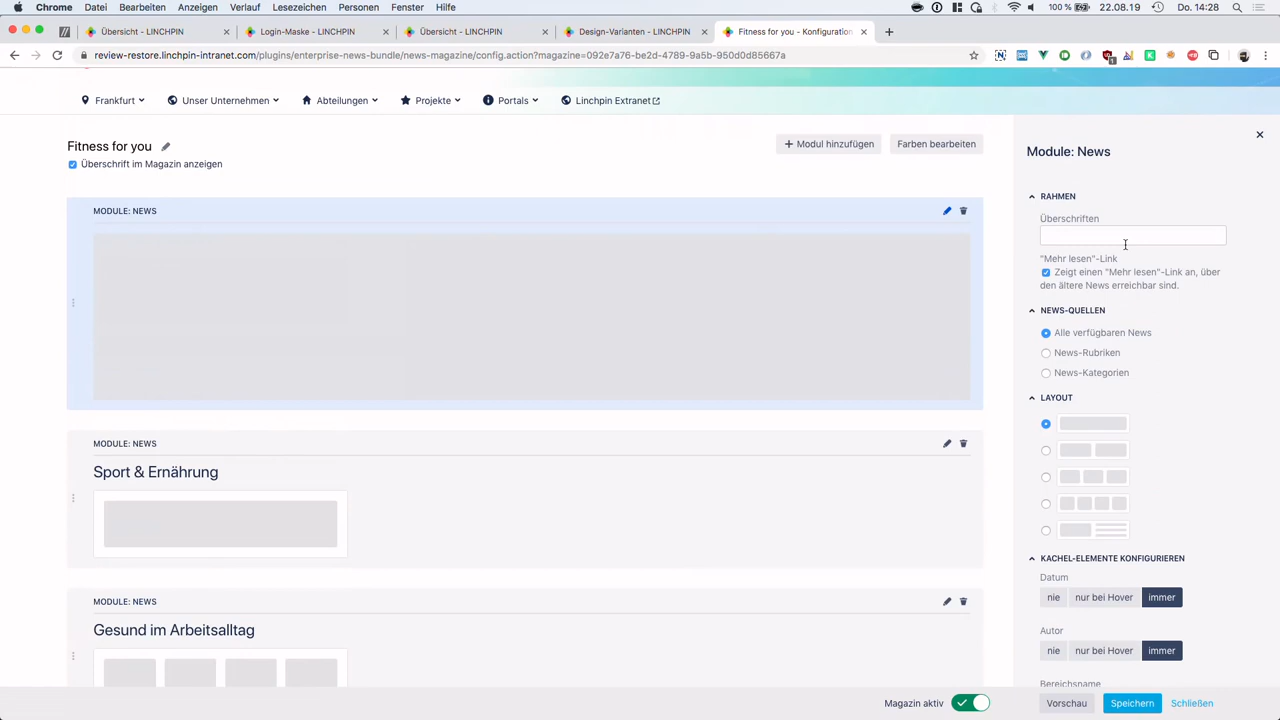 Chrome Datei Bearbeiten Anzeigen Verlauf Lesezeichen Personen Fenster Hilfe 100 % 22.08.19 Do. 14:28
Übersicht - LINCHPIN Login-Maske - LINCHPIN Übersicht - LINCHPIN Design-Varianten - LINCHPIN Fitness for you - Konfiguration
review-restore.linchpin-intranet.com/plugins/enterprise-news-bundle/news-magazine/config.action?magazine=092e7a76-be2d-4789-9a5b-950d0d85667a
Frankfurt Unser Unternehmen Abteilungen Projekte Portals Linchpin Extranet
Fitness for you
Überschrift im Magazin anzeigen
Modul hinzufügen
Farben bearbeiten
MODULE: NEWS
MODULE: NEWS
Sport & Ernährung
MODULE: NEWS
Gesund im Arbeitsalltag
Module: News
RAHMEN
Überschriften
"Mehr lesen"-Link
Zeigt einen "Mehr lesen"-Link an, über
den ältere News erreichbar sind.
NEWS-QUELLEN
Alle verfügbaren News
News-Rubriken
News-Kategorien
LAYOUT
KACHEL-ELEMENTE KONFIGURIEREN
Datum
nie nur bei Hover immer
Autor
nie nur bei Hover immer
Bereichsname
Magazin aktiv Vorschau Speichern Schließen